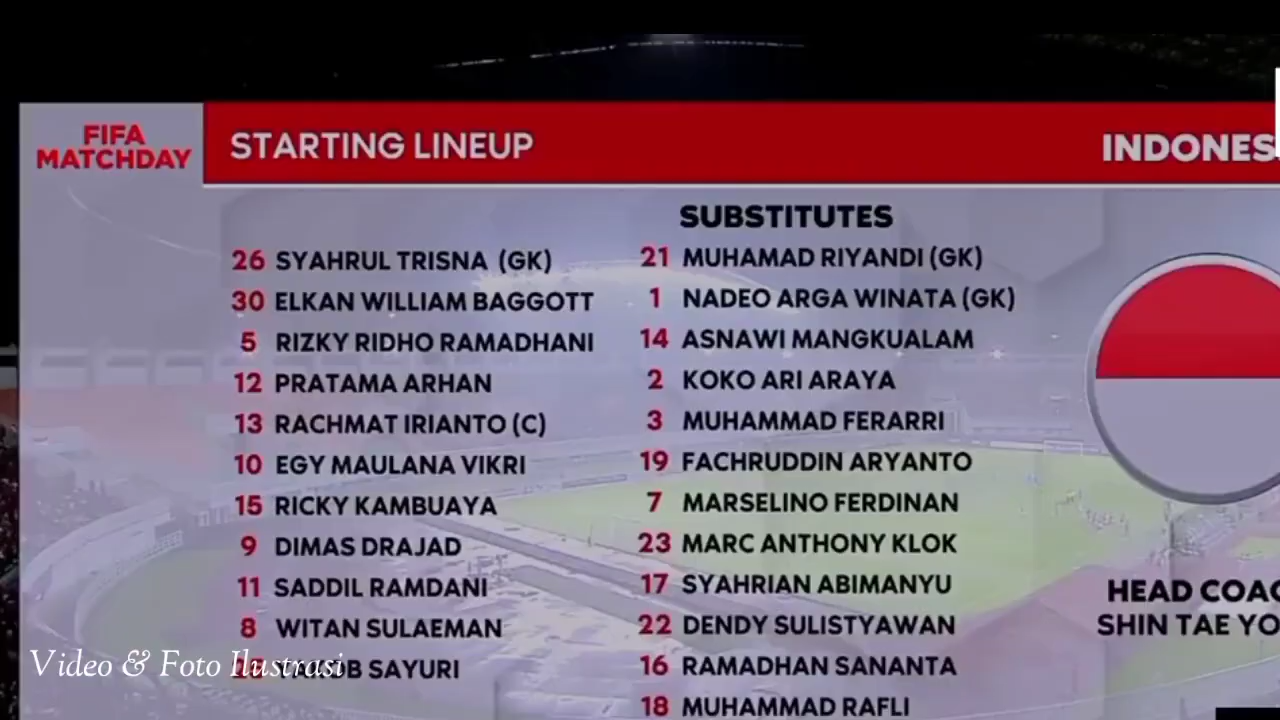 FIFA
MATCHDAY
STARTING LINEUP
INDONES
26 SYAHRUL TRISNA (GK)
30 ELKAN WILLIAM BAGGOTT
5 RIZKY RIDHO RAMADHANI
12 PRATAMA ARHAN
13 RACHMAT IRIANTO (C)
10 EGY MAULANA VIKRI
15 RICKY KAMBUAYA
9 DIMAS DRAJAD
11 SADDIL RAMDANI
8 WITAN SULAEMAN
SAYURI
SUBSTITUTES
21 MUHAMAD RIYANDI (GK)
1 NADEO ARGA WINATA (GK)
14 ASNAWI MANGKUALAM
2 KOKO ARI ARAYA
3 MUHAMMAD FERARRI
19 FACHRUDDIN ARYANTO
7 MARSELINO FERDINAN
23 MARC ANTHONY KLOK
17 SYAHRIAN ABIMANYU
22 DENDY SULISTYAWAN
16 RAMADHAN SANANTA
18 MUHAMMAD RAFLI
HEAD COAC
SHIN TAE YO
Video & Foto Ilustrasi